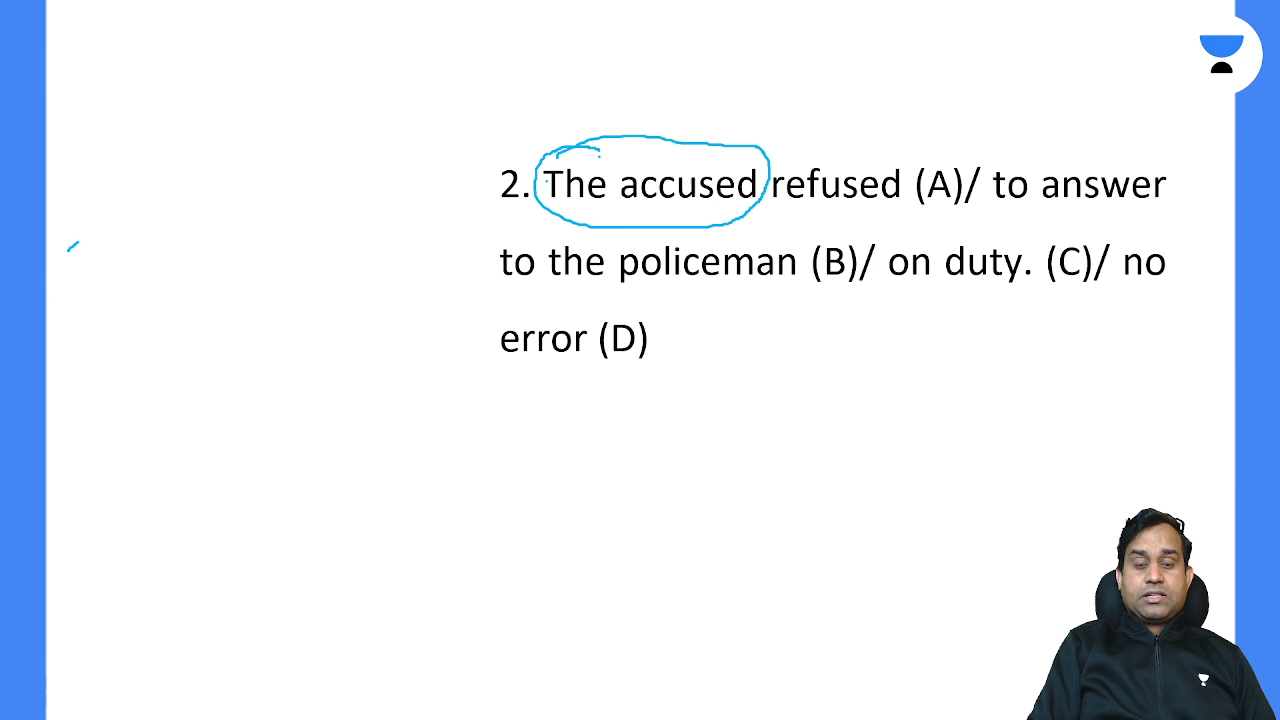 2. The accused refused (A)/ to answer
to the policeman (B)/ on duty. (C)/ no
error (D)